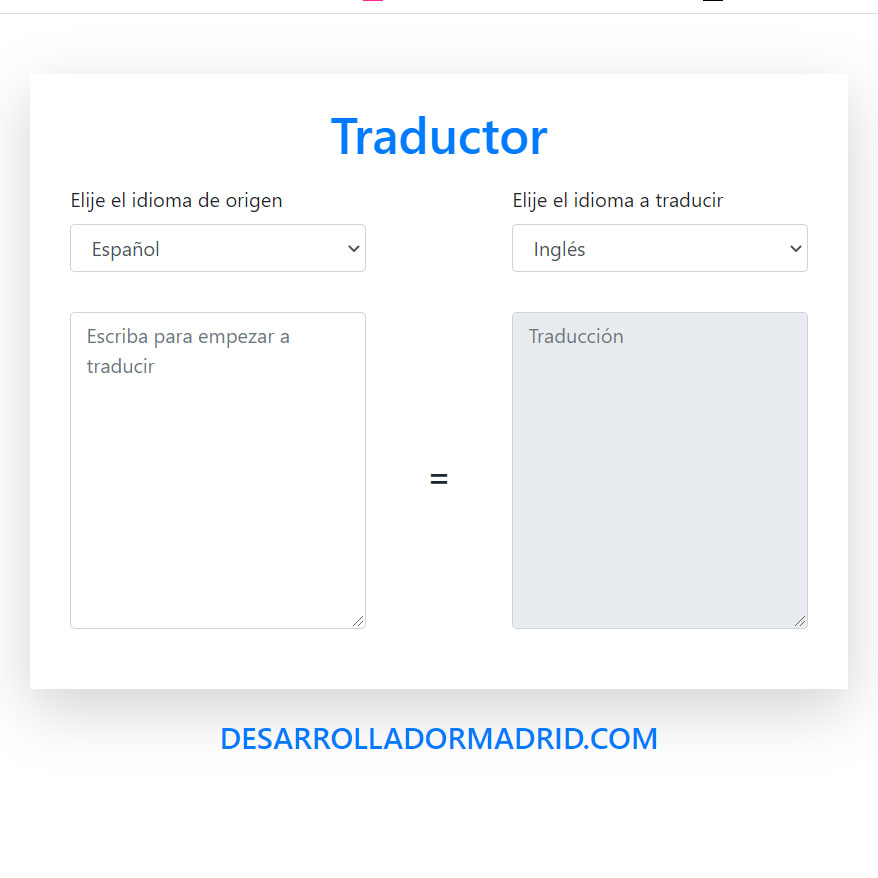 Traductor
Elije el idioma de origen
Español
Escriba para empezar a
traducir
=
Elije el idioma a traducir
Inglés
Traducción
DESARROLLADORMADRID.COM